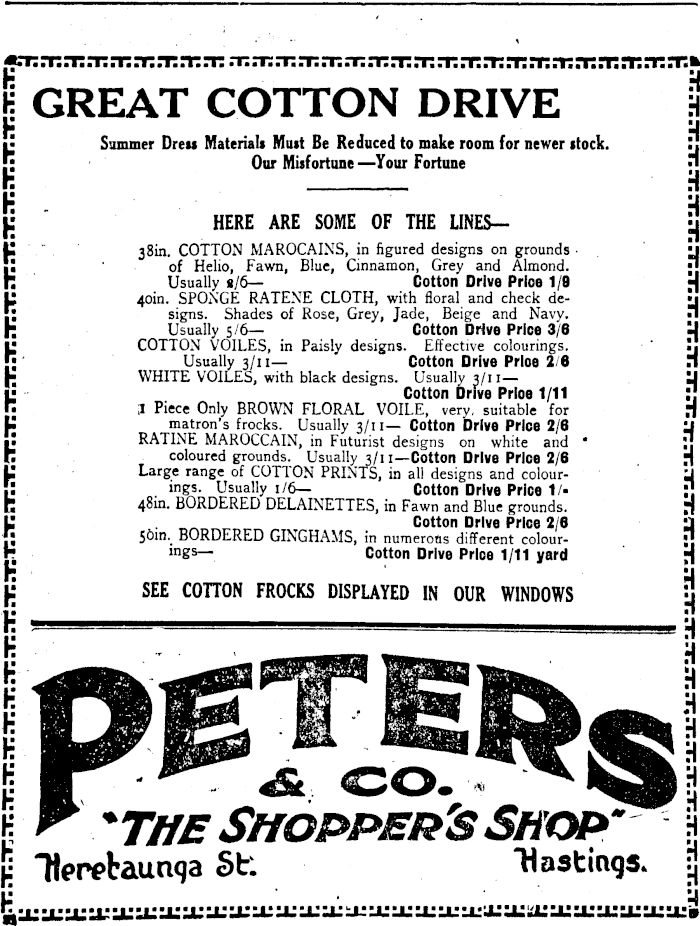 GREAT COTTON DRIVE
Summer Dress Materials Must Be Reduced to make room for newer stock.
Our Misfortune—Your Fortune
HERE ARE SOME OF THE LINES—
38in. COTTON MAROCAINS, in figured designs on grounds
of Helio, Fawn, Blue, Cinnamon, Grey and Almond.
Usually 2/6— Cotton Drive Price 1/9
40in. SPONGE RATENE CLOTH, with floral and check de-
signs. Shades of Rose, Grey, Jade, Beige and Navy.
Usually 5/6— Cotton Drive Price 3/6
COTTON VOILES, in Paisly designs. Effective colourings.
Usually 3/11— Cotton Drive Price 2/6
WHITE VOILES, with black designs. Usually 3/11—
Cotton Drive Price 1/11
1 Piece Only BROWN FLORAL VOILE, very suitable for
matron's frocks. Usually 3/11— Cotton Drive Price 2/6
RATINE MAROCCAIN, in Futurist designs on white and
coloured grounds. Usually 3/11—Cotton Drive Price 2/6
Large range of COTTON PRINTS, in all designs and colour-
ings. Usually 1/6— Cotton Drive Price 1/-
48in. BORDERED DELAINETTES, in Fawn and Blue grounds.
Cotton Drive Price 2/6
56in. BORDERED GINGHAMS, in numerous different colour-
ings— Cotton Drive Price 1/11 yard
SEE COTTON FROCKS DISPLAYED IN OUR WINDOWS
PETERS
& CO.
"THE SHOPPER'S SHOP"
Heretaunga St. Hastings.